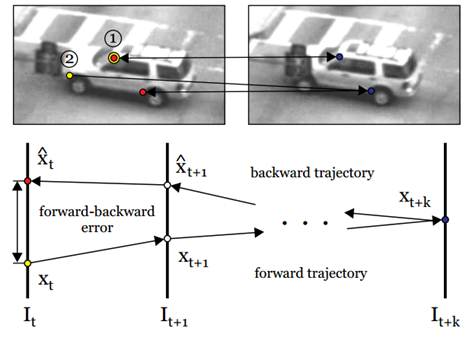 1
2
x̂t
x̂t+1
backward trajectory
xt+k
forward-backward
error
. . .
xt
xt+1
forward trajectory
It
It+1
It+k